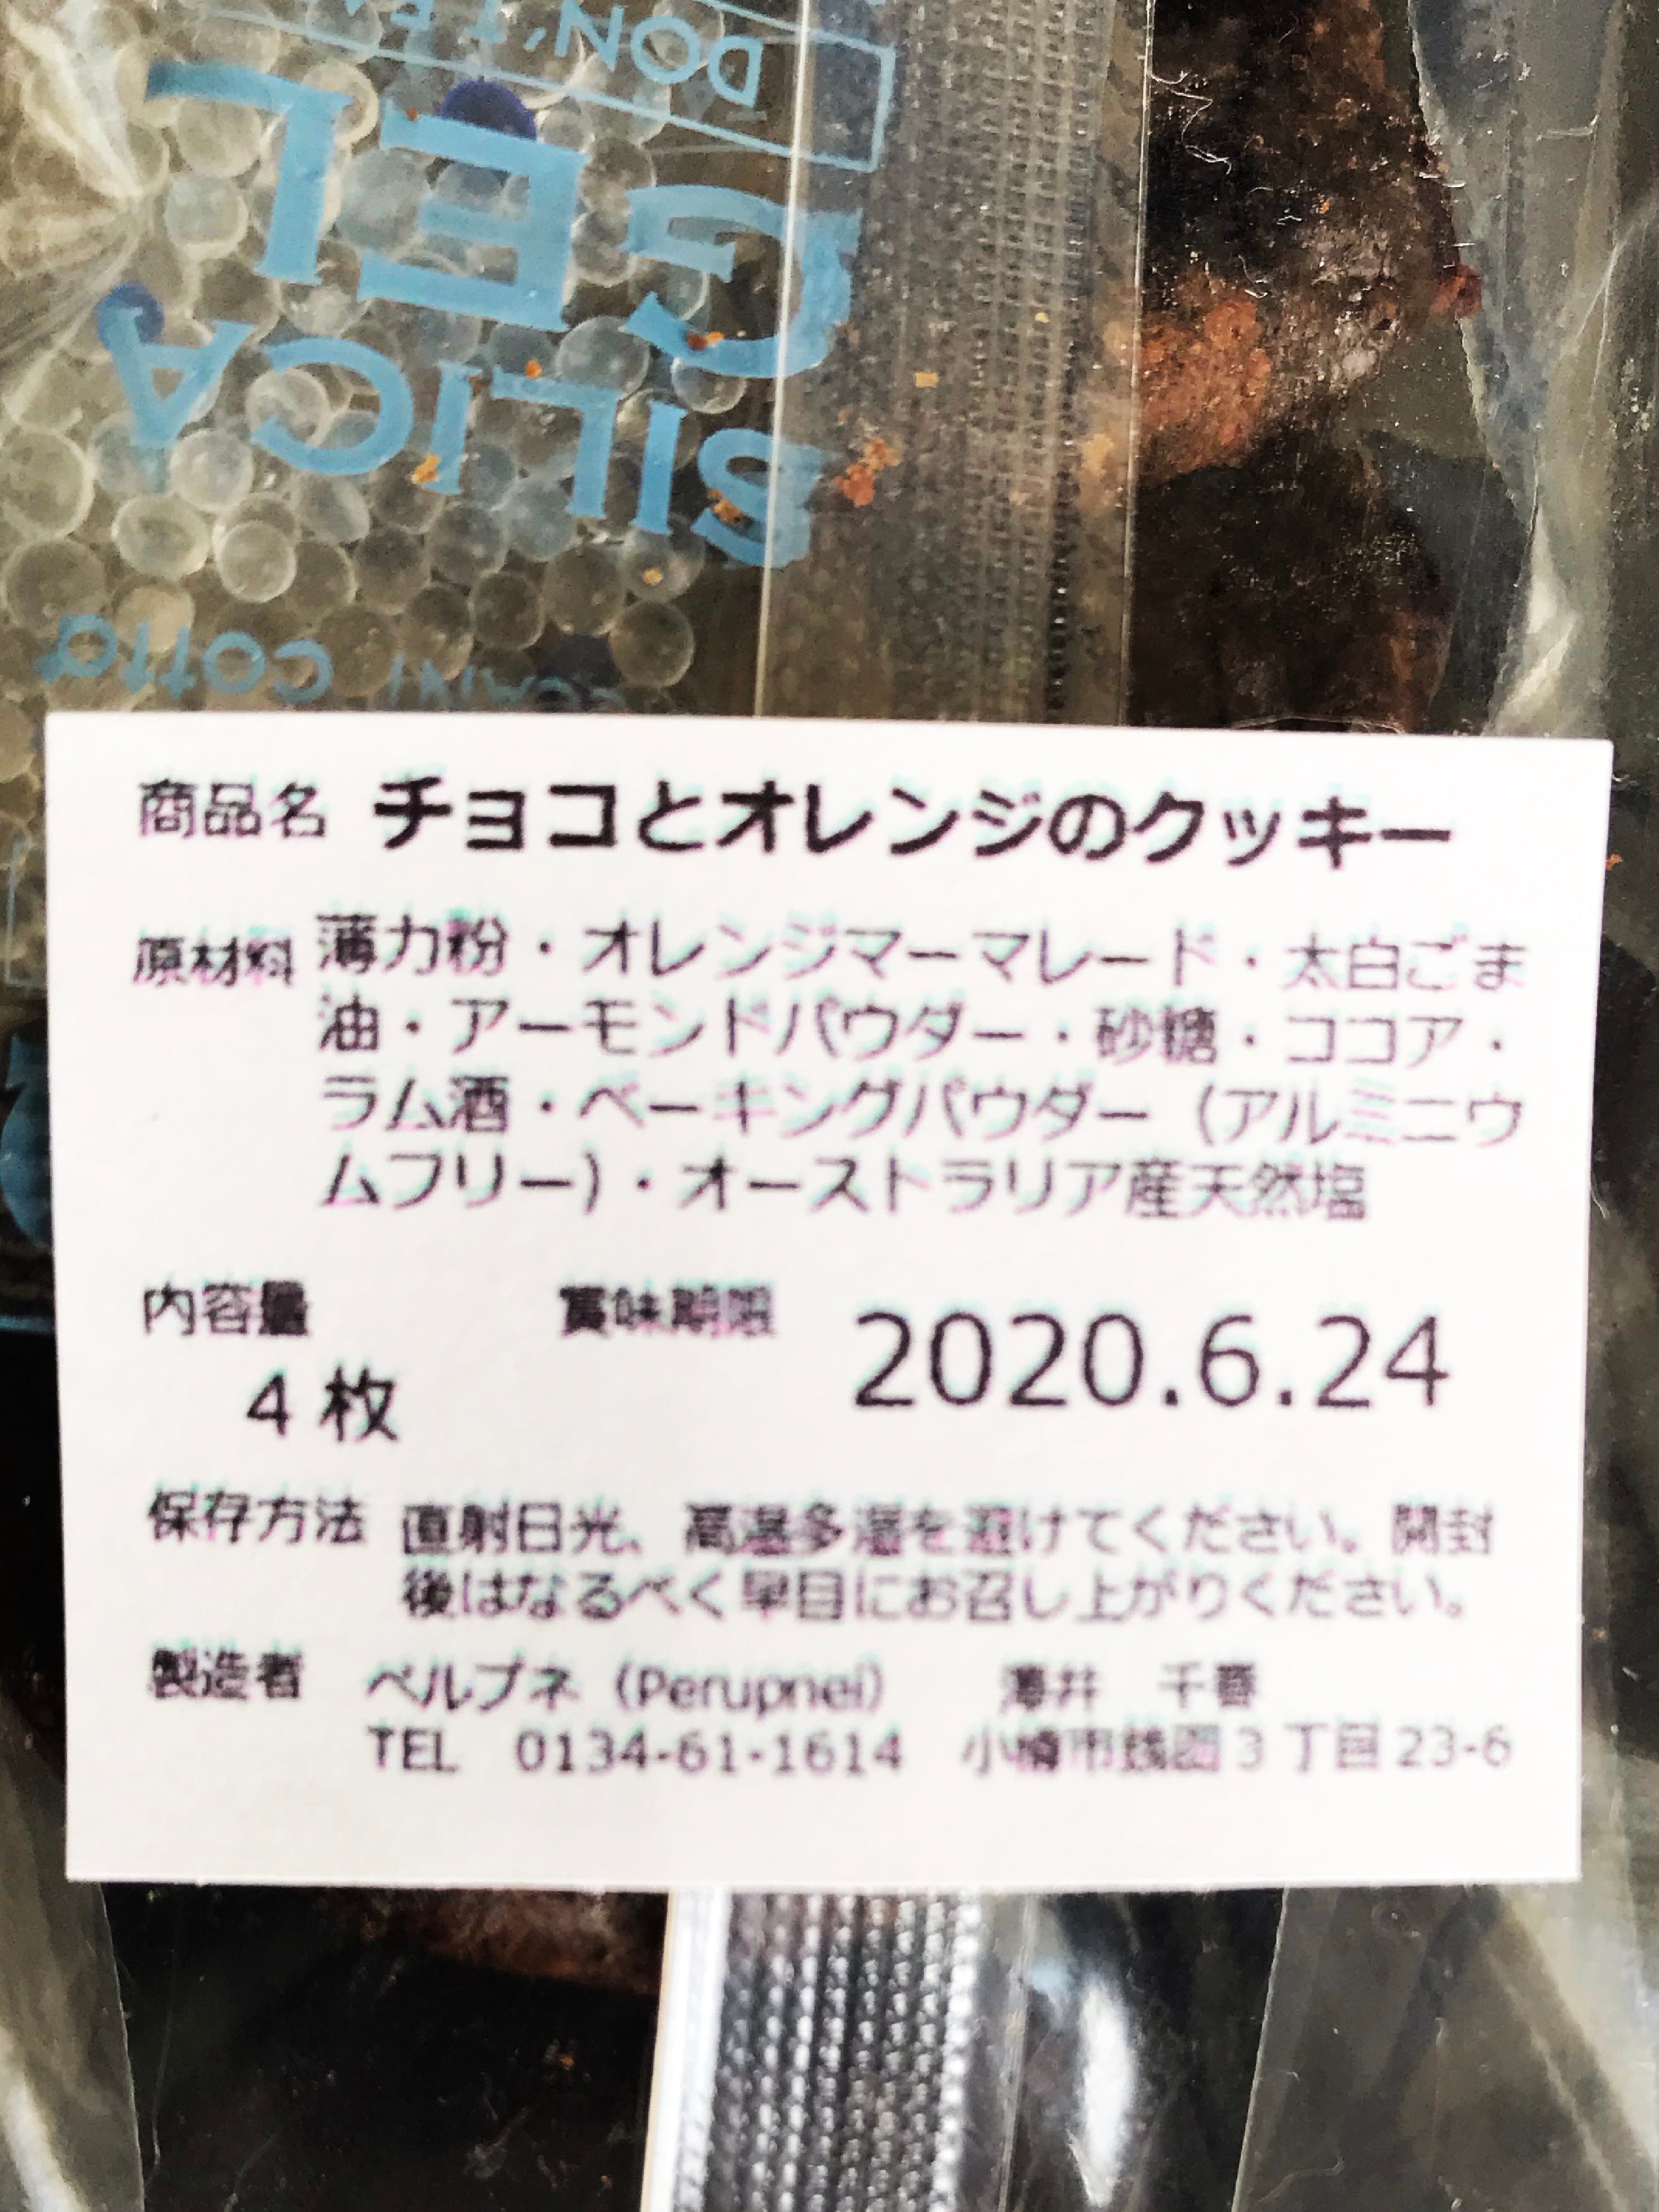 DON'T EA
SILICA
GEL
商品名 チョコとオレンジのクッキー
原材料 薄力粉・オレンジマーマレード・太白ごま
油・アーモンドパウダー・砂糖・ココア・
ラム酒・ベーキングパウダー（アルミニウ
ムフリー）・オーストラリア産天然塩
内容量 賞味期限 2020.6.24
4 枚
保存方法 直射日光、高温多湿を避けてください。開封
後はなるべく早目にお召し上がりください。
製造者 ペルプネ（Perupnei） 薄井 千春
TEL 0134-61-1614 小樽市銭函3丁目23-6